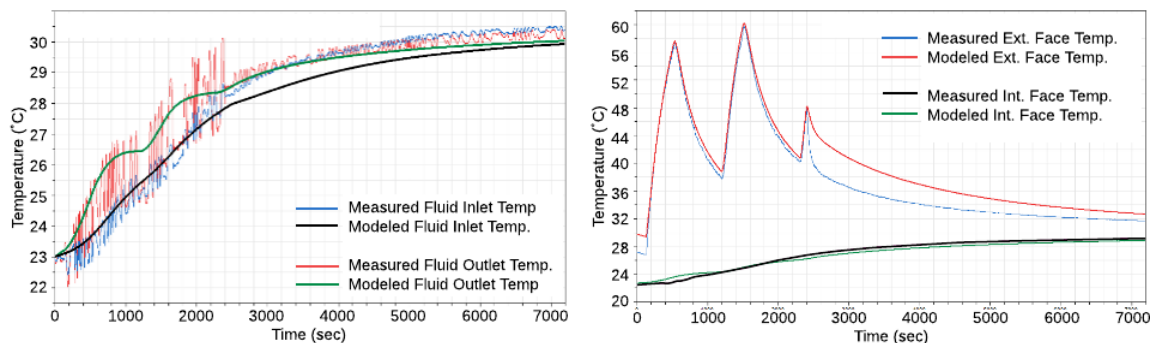 30
29
28
27
26
25
24
23
22
Temperature (˚C)
Measured Fluid Inlet Temp
Modeled Fluid Inlet Temp.
Measured Fluid Outlet Temp.
Modeled Fluid Outlet Temp
0 1000 2000 3000 4000 5000 6000 7000
Time (sec)
60
56
48
44
40
36
32
28
24
20
Temperature (˚C)
Measured Ext. Face Temp.
Modeled Ext. Face Temp.
Measured Int. Face Temp.
Modeled Int. Face Temp.
0 1000 2000 3000 4000 5000 6000 7000
Time (sec)